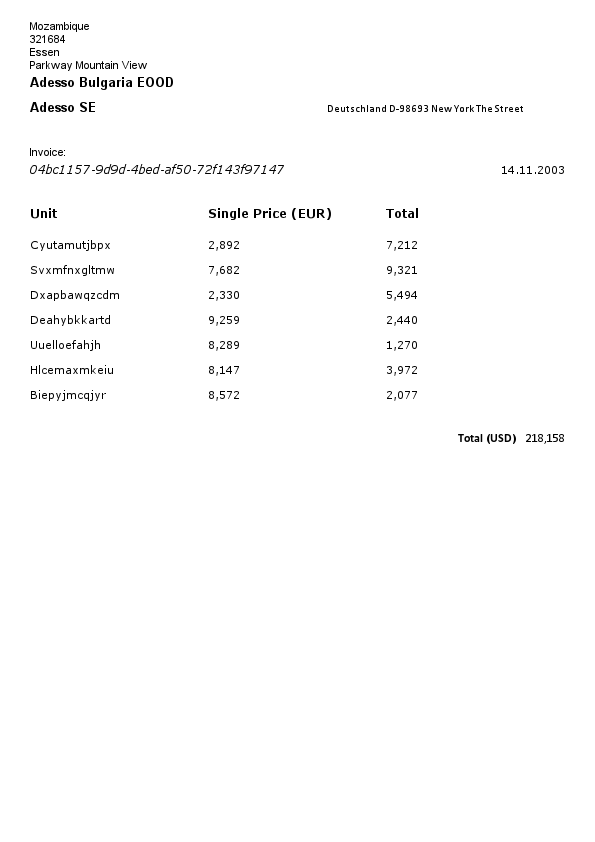 Mozambique
321684
Essen
Parkway Mountain View
Adesso Bulgaria EOOD
Adesso SE Deutschland D-98693 New York The Street
Invoice:
04bc1157-9d9d-4bed-af50-72f143f97147 14.11.2003
Unit Single Price (EUR) Total
Cyutamutjbpx 2,892 7,212
Svxmfnxgltmw 7,682 9,321
Dxapbawqzcdm 2,330 5,494
Deahybkkartd 9,259 2,440
Uuelloefahjh 8,289 1,270
Hlcemaxmkeiu 8,147 3,972
Biepyjmcqjyr 8,572 2,077
Total (USD) 218,158